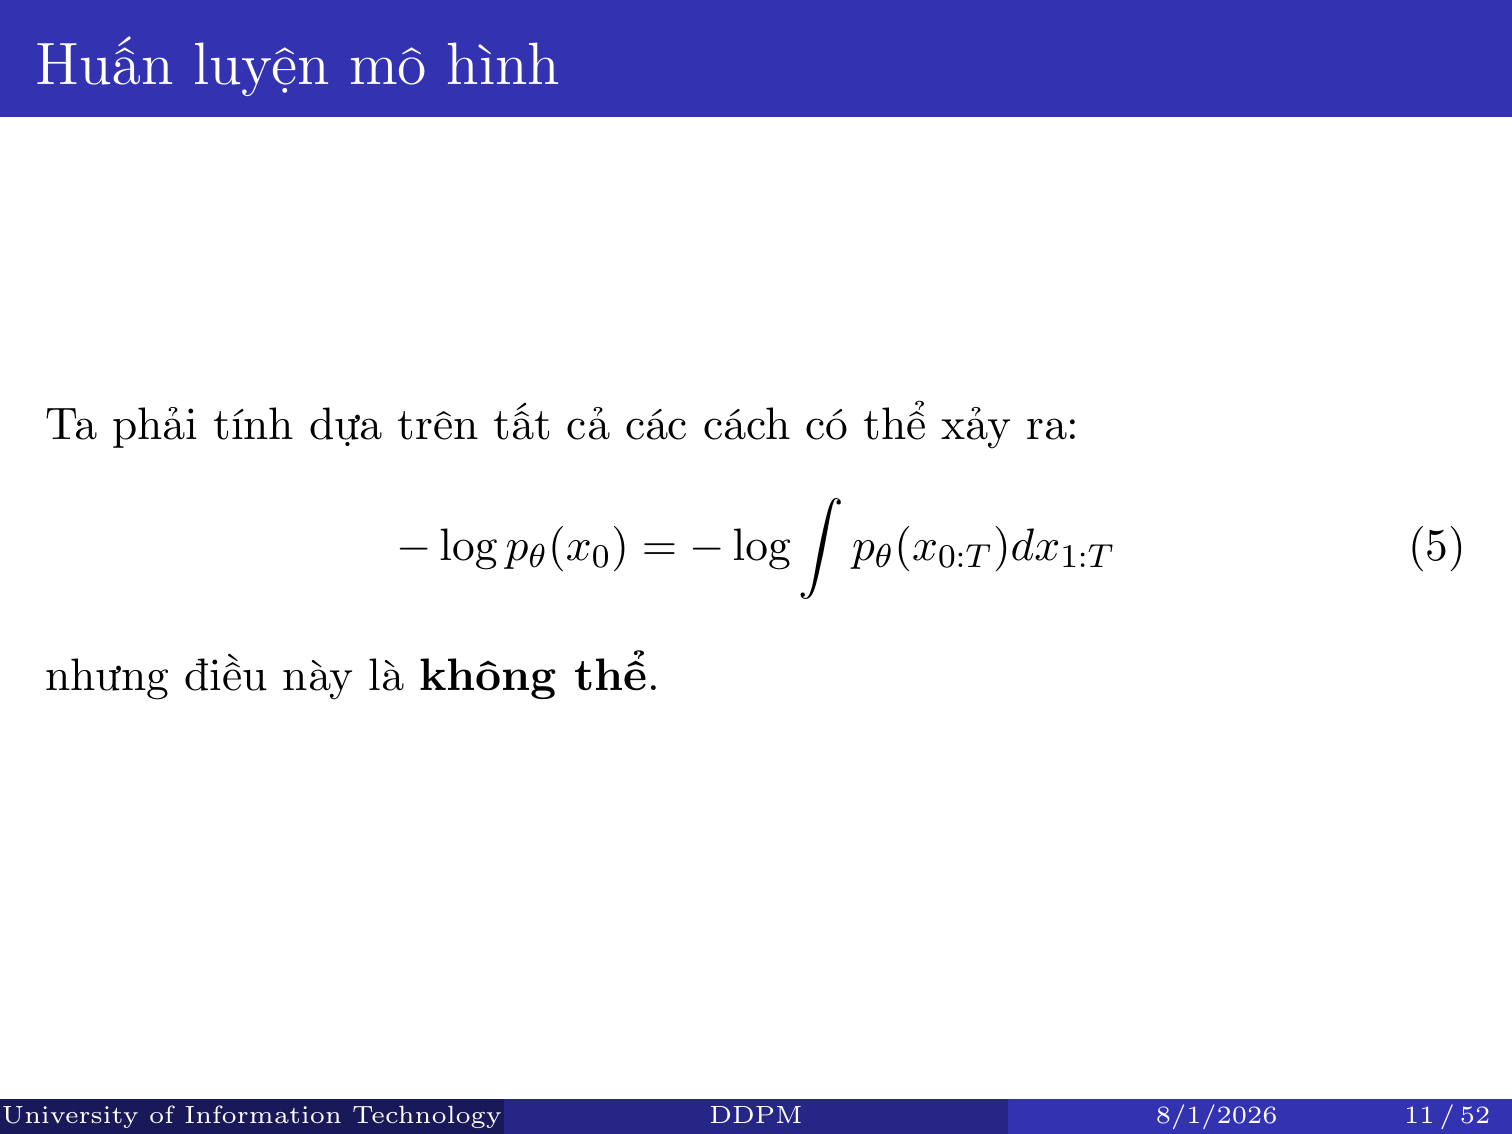 Huấn luyện mô hình
Ta phải tính dựa trên tất cả các cách có thể xảy ra:
− log pθ(x0) = − log ∫ pθ(x0:T)dx1:T (5)
nhưng điều này là không thể.
University of Information Technology DDPM 8/1/2026 11 / 52